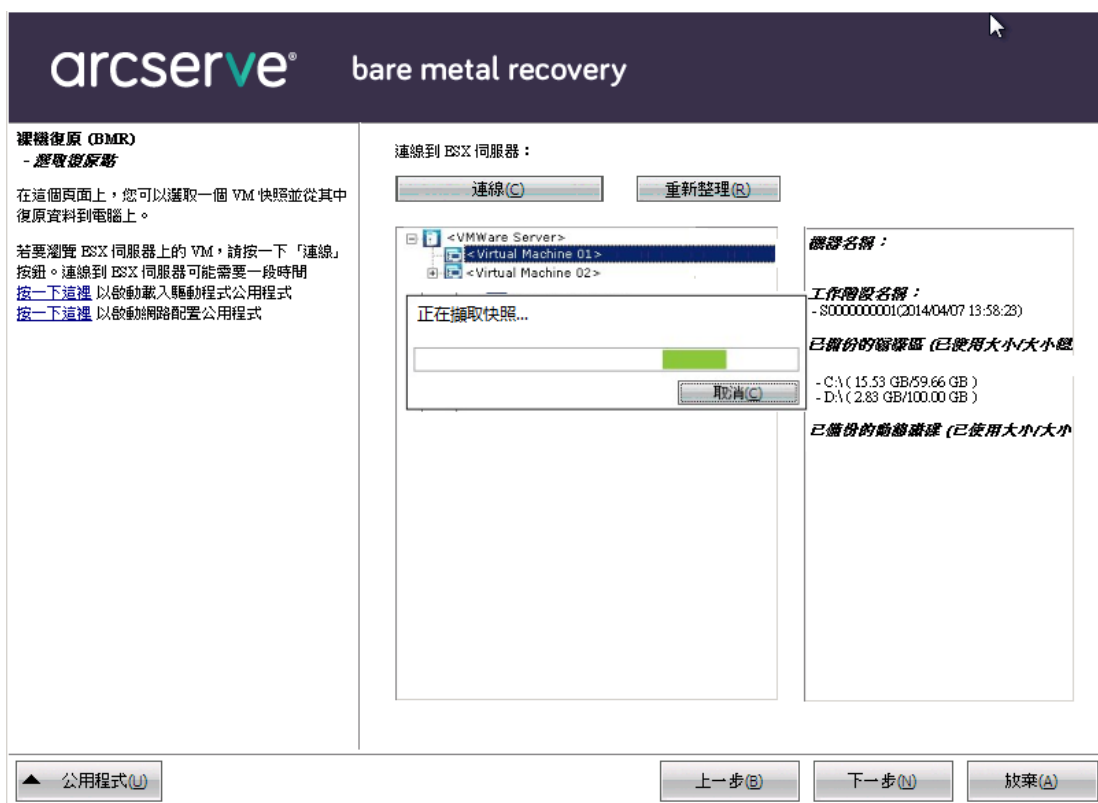 arcserve® bare metal recovery
裸機復原 (BMR)
- 選取復原點
在這個頁面上，您可以選取一個 VM 快照並從其中
復原資料到電腦上。
若要瀏覽 ESX 伺服器上的 VM，請按一下「連線」
按鈕。連線到 ESX 伺服器可能需要一段時間
按一下這裡 以啟動載入驅動程式公用程式
按一下這裡 以啟動網路配置公用程式
連線到 ESX 伺服器：
連線(C)
重新整理(R)
<VMWare Server>
<Virtual Machine 01>
<Virtual Machine 02>
正在擷取快照...
取消(C)
機器名稱：
工作階段名稱：
- S000000001(2014/04/07 13:58:23)
已備份的磁碟區 (已使用大小/大小總
- C:\ ( 15.53 GB/59.66 GB )
- D:\ ( 2.83 GB/100.00 GB )
已備份的動態磁碟 (已使用大小/大小
公用程式(U)
上一步(B)
下一步(N)
放棄(A)